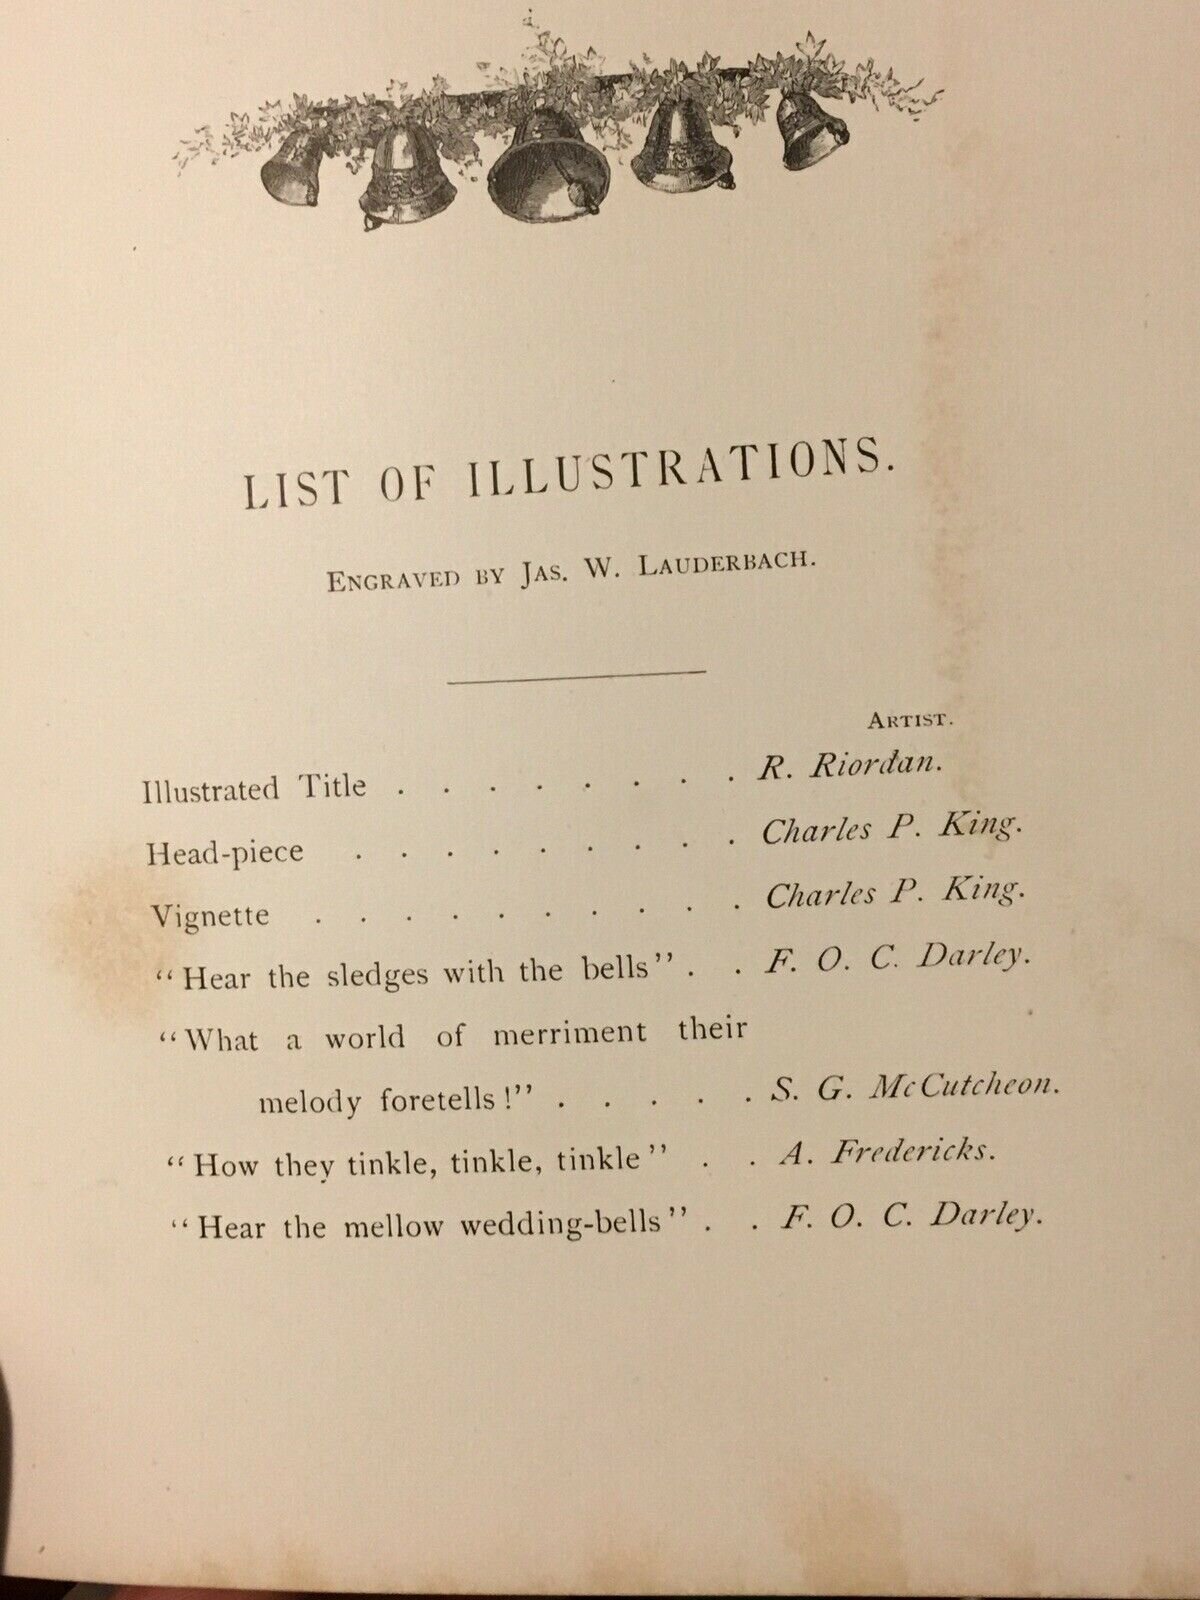 LIST OF ILLUSTRATIONS.
ENGRAVED BY JAS. W. LAUDERBACH.
ARTIST.
Illustrated Title . . . . . . . . R. Riordan.
Head-piece . . . . . . . . . Charles P. King.
Vignette . . . . . . . . . . Charles P. King.
“Hear the sledges with the bells” . . F. O. C. Darley.
“What a world of merriment their
melody foretells!” . . . . . S. G. McCutcheon.
“How they tinkle, tinkle, tinkle” . . A. Fredericks.
“Hear the mellow wedding-bells” . . F. O. C. Darley.